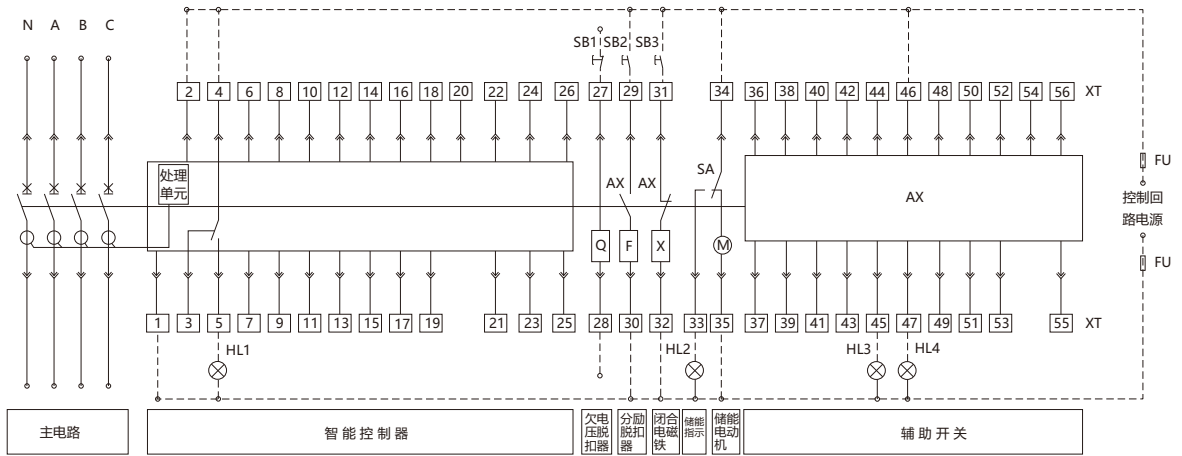 N A B C
SB1 SB2 SB3
2 4 6 8 10 12 14 16 18 20 22 24 26 27 29 31 34 36 38 40 42 44 46 48 50 52 54 56 XT
FU
处理
单元
SA
AX AX
AX
控制回
路电源
Q F X M
FU
1 3 5 7 9 11 13 15 17 19 21 23 25 28 30 32 33 35 37 39 41 43 45 47 49 51 53 55 XT
HL1 HL2 HL3 HL4
主电路
智能控制器
欠电
压脱
扣器
分励
脱扣
器
闭合
电磁
铁
储能
指示
储能
电动
机
辅助开关